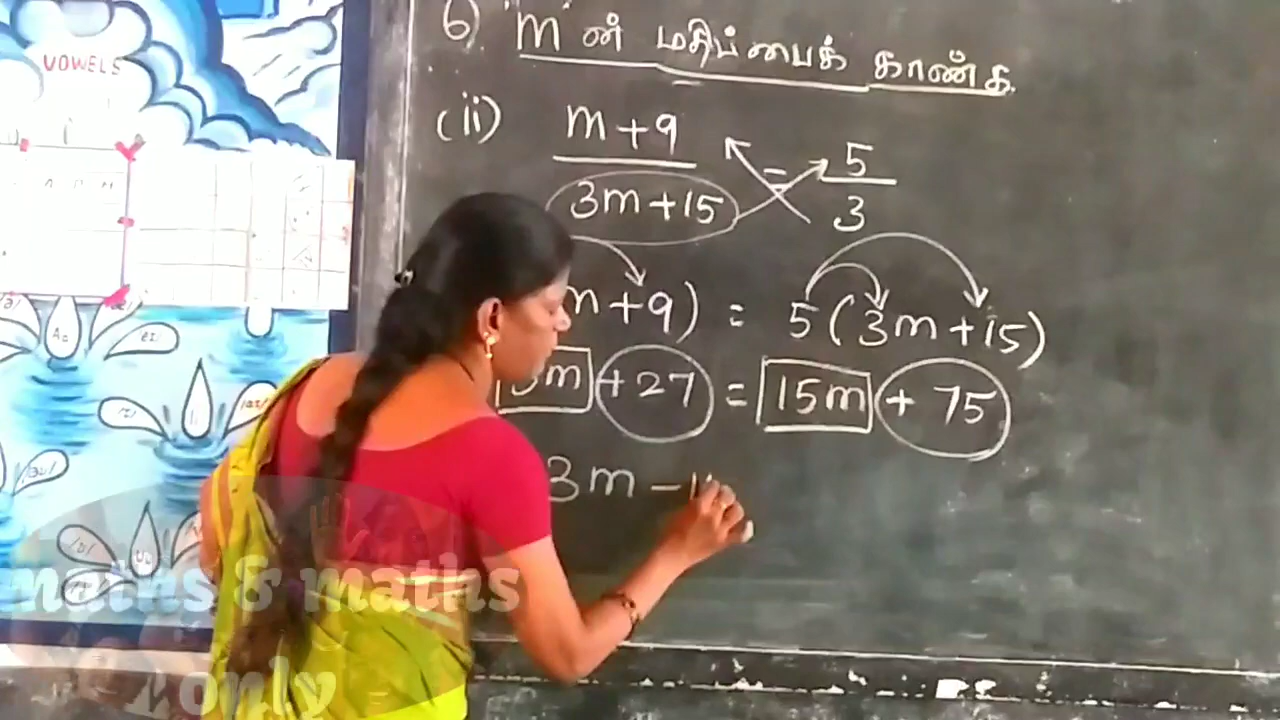 6) "m" ன் மதிப்பைக் காண்க.
VOWELS
(ii) m+9 = 5
3m+15 3
m+9) = 5(3m+15)
3m +27 = 15m + 75
3m -
maths & maths
only